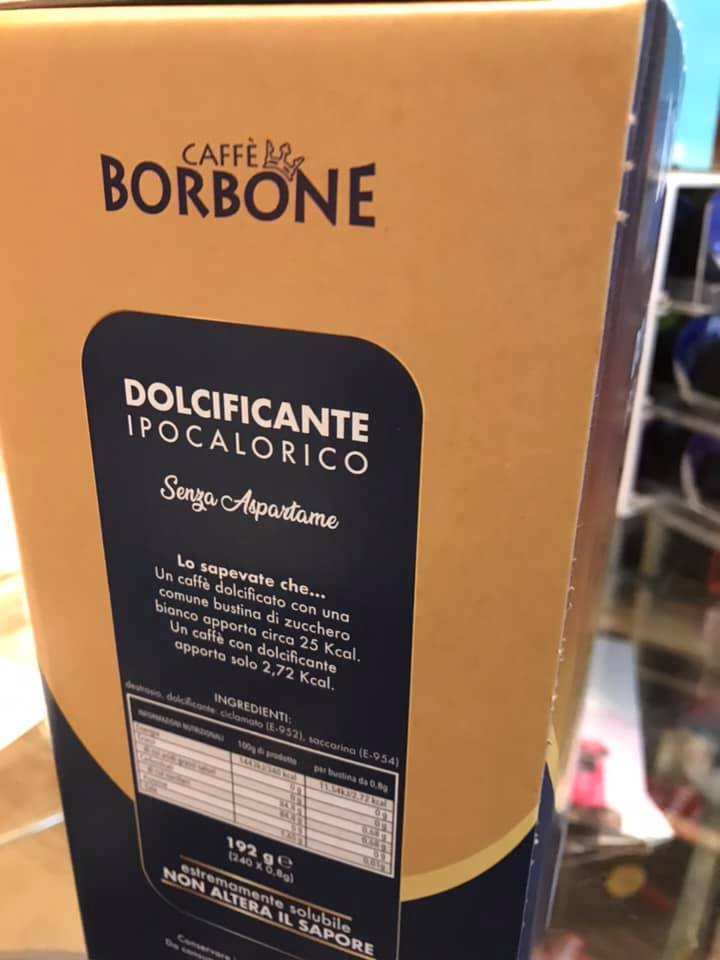 CAFFÈ
BORBONE
DOLCIFICANTE
IPOCALORICO
Senza Aspartame
Lo sapevate che...
Un caffè dolcificato con una
comune bustina di zucchero
bianco apporta circa 25 Kcal.
Un caffè con dolcificante
apporta solo 2,72 Kcal.
INGREDIENTI:
destrosio, dolcificante: ciclamato (E-952), saccarina (E-954)
INFORMAZIONI NUTRIZIONALI 100g di prodotto per bustina da 0,8g
192 g e
(240 X 0,8g)
estremamente solubile
NON ALTERA IL SAPORE